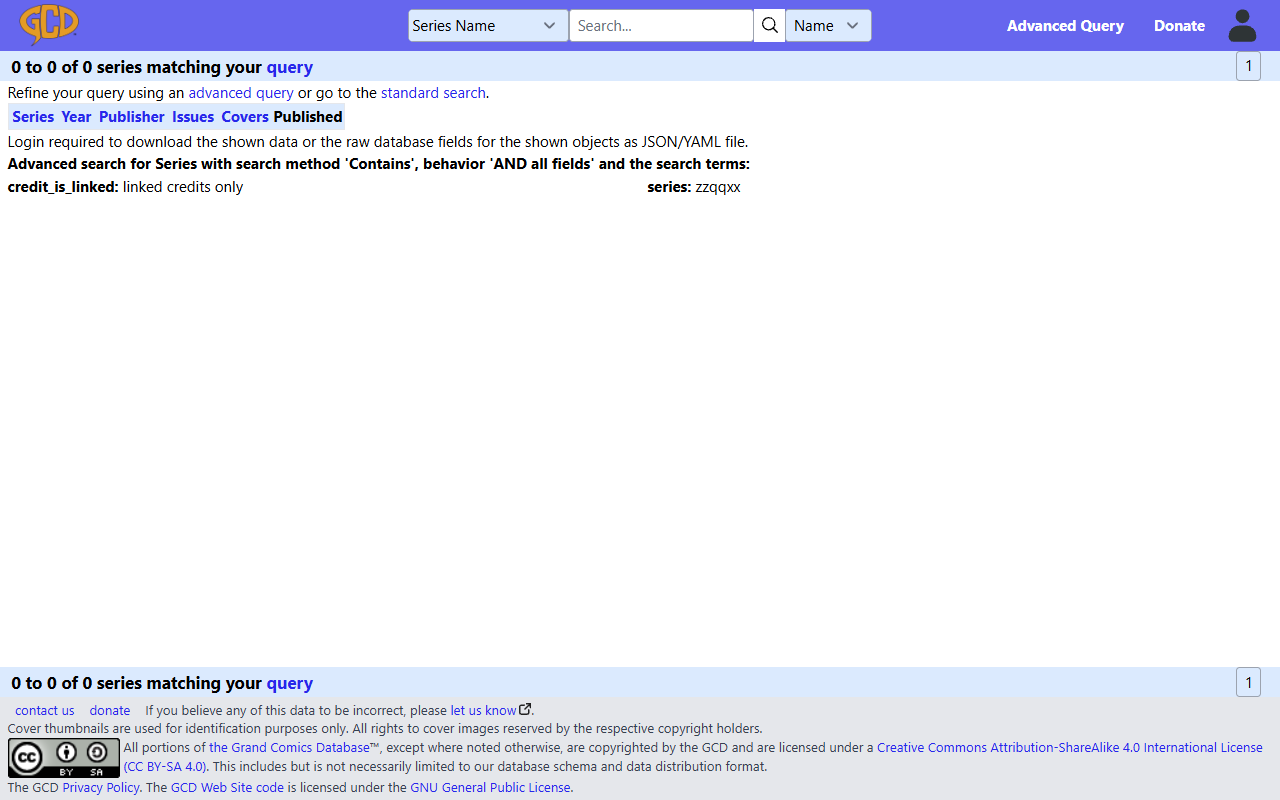 GCD
Series Name
Search...
Name
Advanced Query
Donate
0 to 0 of 0 series matching your query
1
Refine your query using an advanced query or go to the standard search.
Series Year Publisher Issues Covers Published
Login required to download the shown data or the raw database fields for the shown objects as JSON/YAML file.
Advanced search for Series with search method 'Contains', behavior 'AND all fields' and the search terms:
credit_is_linked: linked credits only
series: zzqqxx
0 to 0 of 0 series matching your query
1
contact us donate If you believe any of this data to be incorrect, please let us know.
Cover thumbnails are used for identification purposes only. All rights to cover images reserved by the respective copyright holders.
cc BY SA
All portions of the Grand Comics Database™, except where noted otherwise, are copyrighted by the GCD and are licensed under a Creative Commons Attribution-ShareAlike 4.0 International License
(CC BY-SA 4.0). This includes but is not necessarily limited to our database schema and data distribution format.
The GCD Privacy Policy. The GCD Web Site code is licensed under the GNU General Public License.